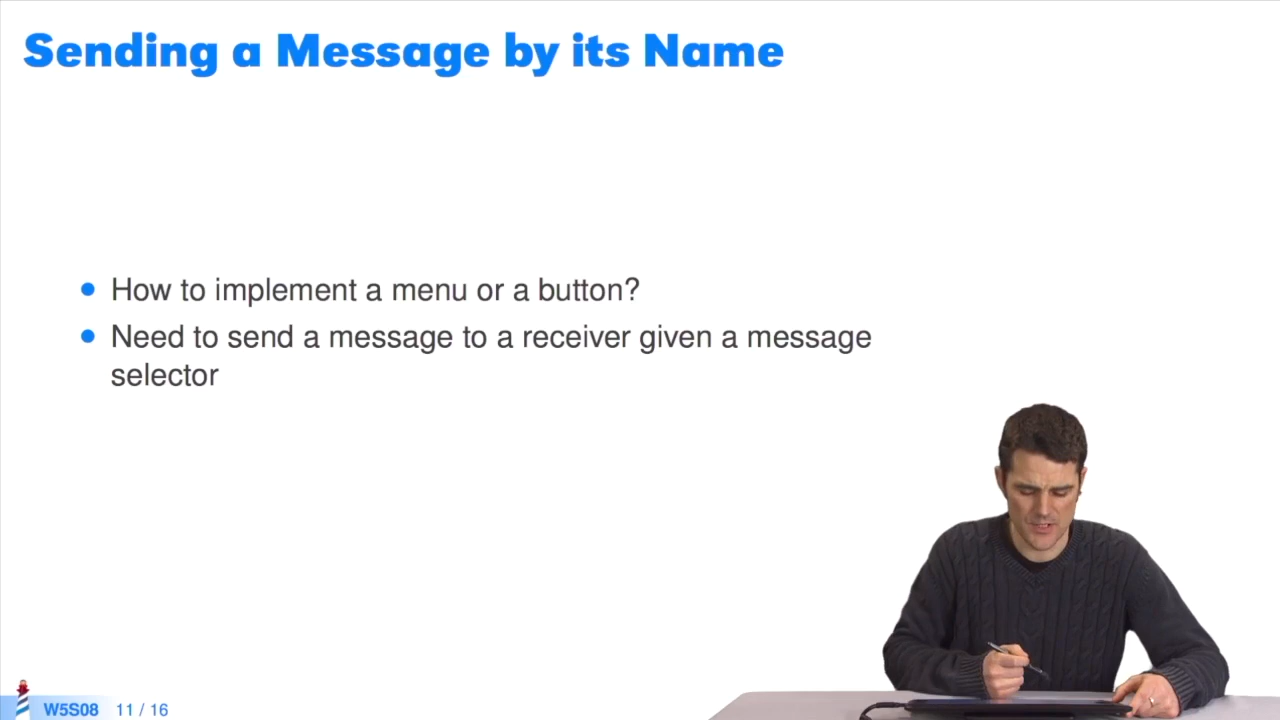 Sending a Message by its Name
• How to implement a menu or a button?
• Need to send a message to a receiver given a message
selector
W5S08 11 / 16